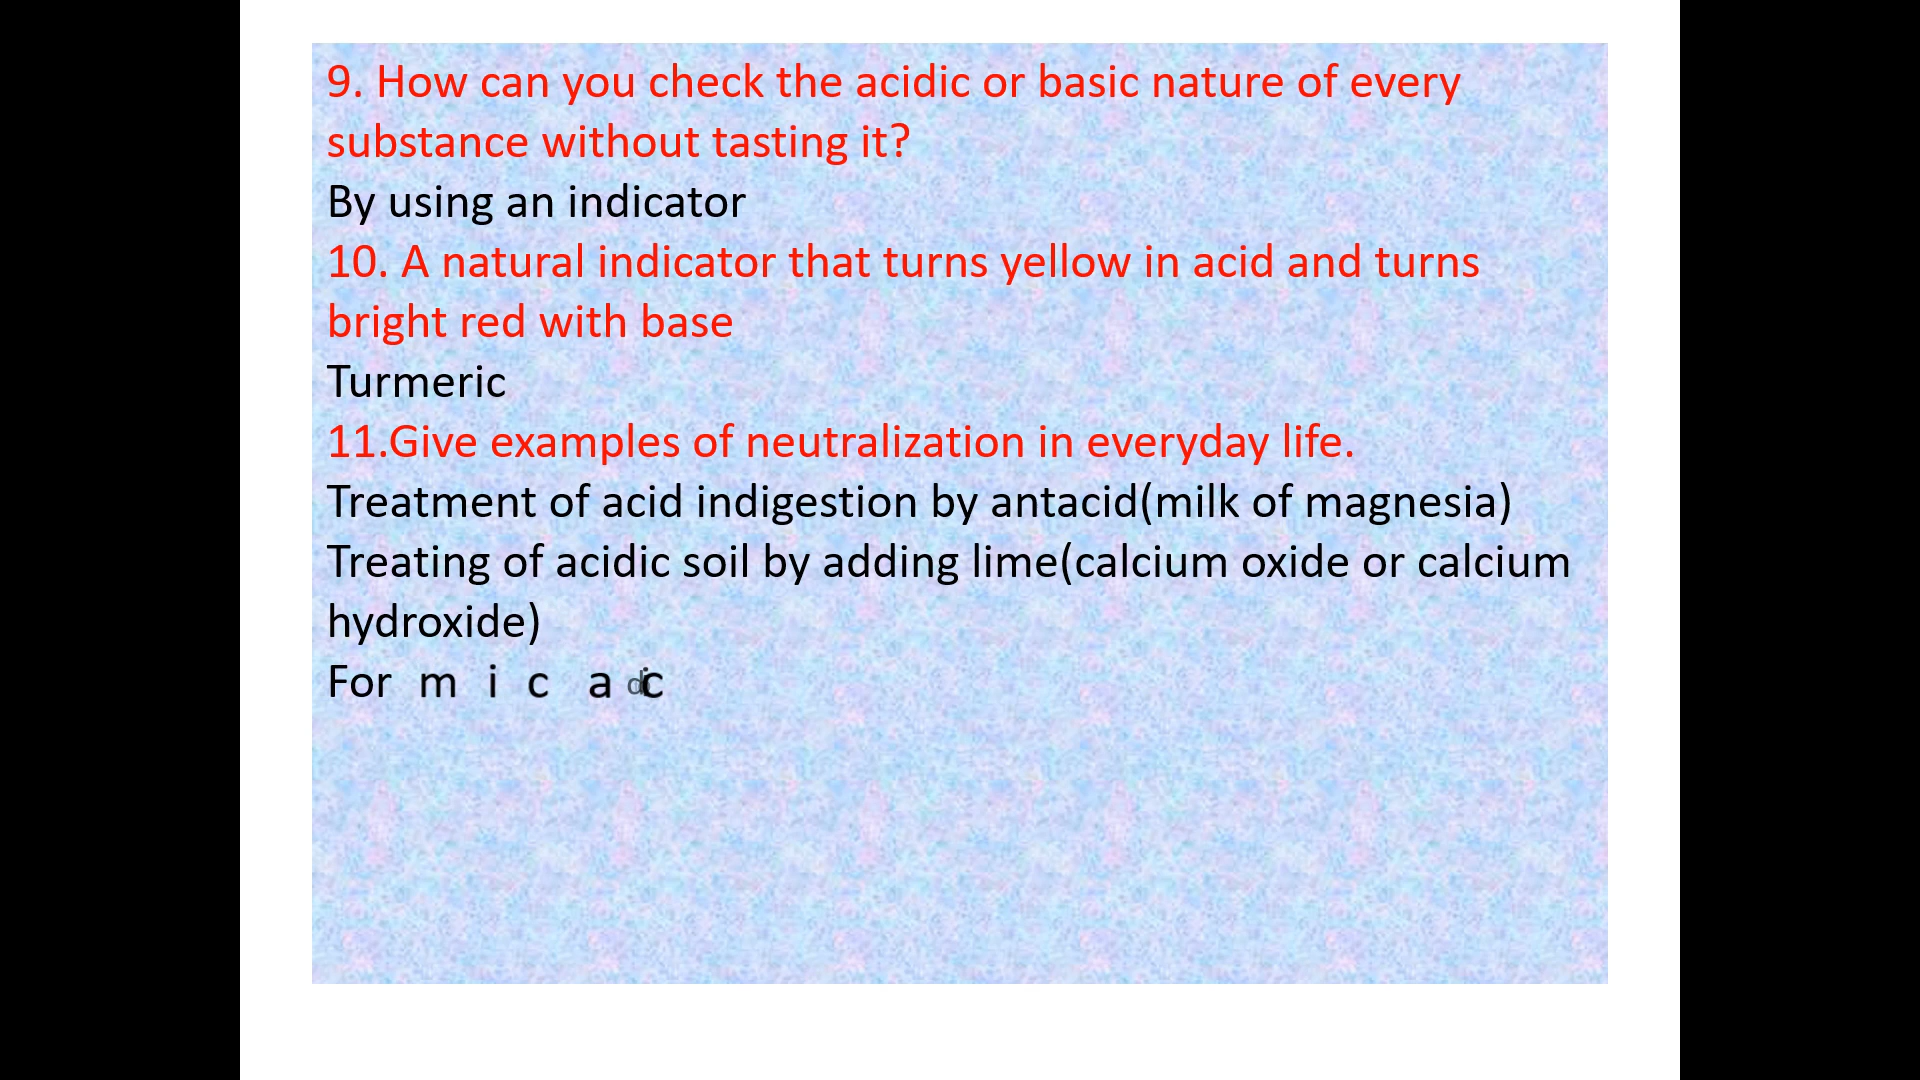 9. How can you check the acidic or basic nature of every
substance without tasting it?
By using an indicator
10. A natural indicator that turns yellow in acid and turns
bright red with base
Turmeric
11.Give examples of neutralization in everyday life.
Treatment of acid indigestion by antacid(milk of magnesia)
Treating of acidic soil by adding lime(calcium oxide or calcium
hydroxide)
For m i c a